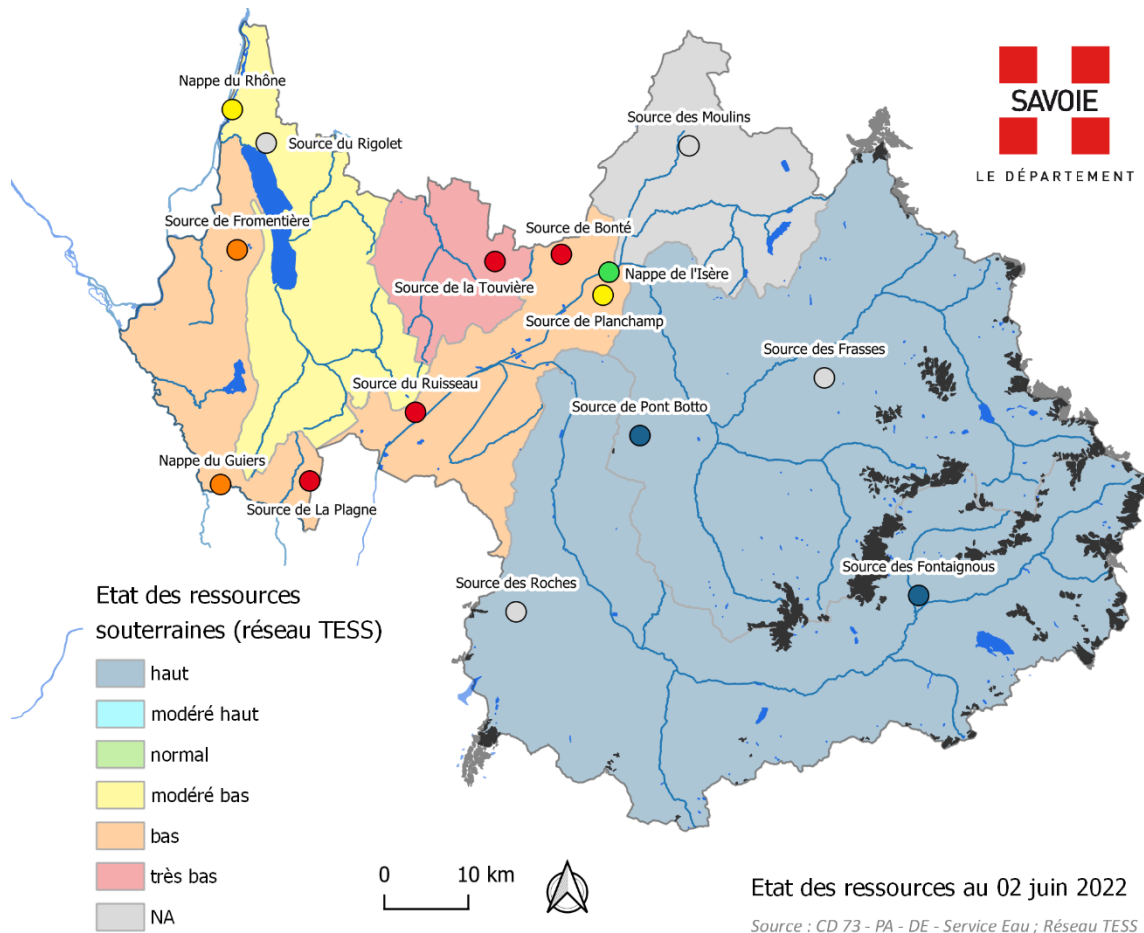 SAVOIE
LE DÉPARTEMENT
Nappe du Rhône
Source du Rigolet
Source des Moulins
Source de Fromentière
Source de Bonté
Nappe de l'Isère
Source de la Touvière
Source de Planchamp
Source des Frasses
Source du Ruisseau
Source de Pont Botto
Nappe du Guiers
Source de La Plagne
Source des Fontaignous
Source des Roches
Etat des ressources
souterraines (réseau TESS)
haut
modéré haut
normal
modéré bas
bas
très bas
NA
0 10 km
Etat des ressources au 02 juin 2022
Source : CD 73 - PA - DE - Service Eau ; Réseau TESS